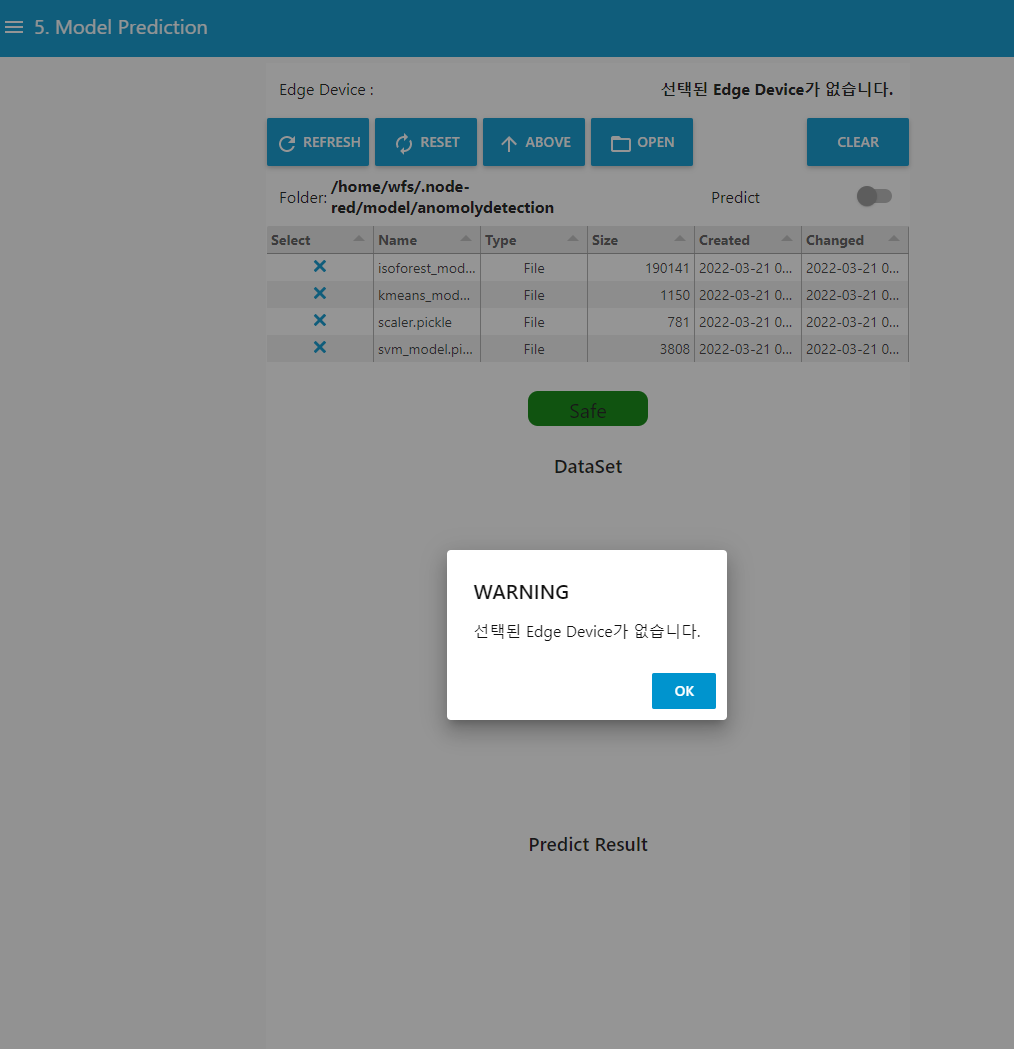 5. Model Prediction
Edge Device : 선택된 Edge Device가 없습니다.
REFRESH RESET ABOVE OPEN CLEAR
Folder: /home/wfs/.node-
red/model/anomolydetection
Predict
Select Name Type Size Created Changed
isoforest_mod... File 190141 2022-03-21 0... 2022-03-21 0...
kmeans_mod... File 1150 2022-03-21 0... 2022-03-21 0...
scaler.pickle File 781 2022-03-21 0... 2022-03-21 0...
svm_model.pi... File 3808 2022-03-21 0... 2022-03-21 0...
Safe
DataSet
WARNING
선택된 Edge Device가 없습니다.
OK
Predict Result